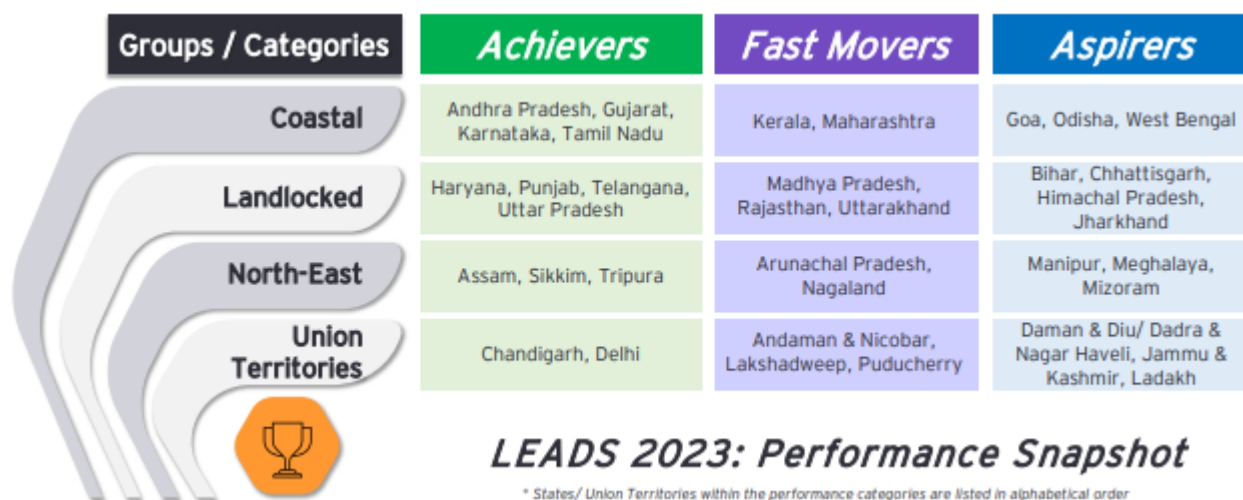 Groups / Categories
Achievers
Fast Movers
Aspirers
Coastal
Andhra Pradesh, Gujarat,
Karnataka, Tamil Nadu
Kerala, Maharashtra
Goa, Odisha, West Bengal
Landlocked
Haryana, Punjab, Telangana,
Uttar Pradesh
Madhya Pradesh,
Rajasthan, Uttarakhand
Bihar, Chhattisgarh,
Himachal Pradesh,
Jharkhand
North-East
Assam, Sikkim, Tripura
Arunachal Pradesh,
Nagaland
Manipur, Meghalaya,
Mizoram
Union
Territories
Chandigarh, Delhi
Andaman & Nicobar,
Lakshadweep, Puducherry
Daman & Diu/ Dadra &
Nagar Haveli, Jammu &
Kashmir, Ladakh
LEADS 2023: Performance Snapshot
* States/ Union Territories within the performance categories are listed in alphabetical order